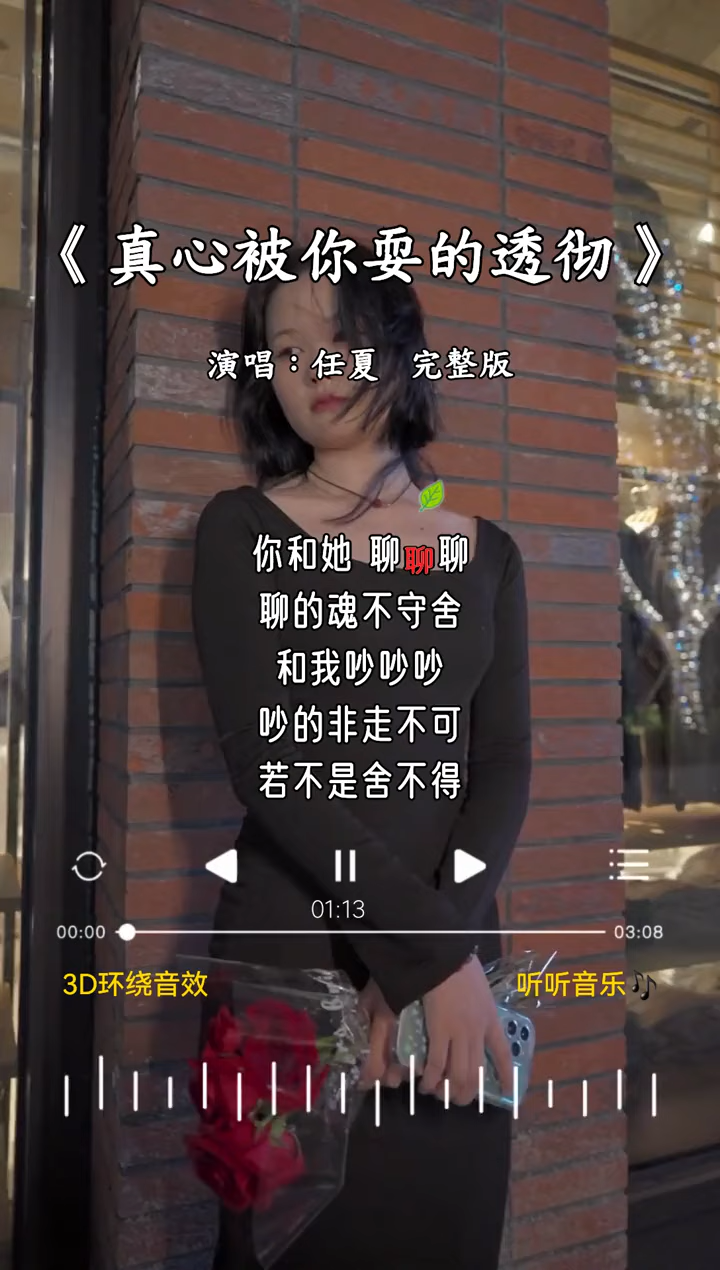 《真心被你耍的透彻》
演唱：任夏 完整版
你和她 聊聊聊
聊的魂不守舍
和我吵吵吵
吵的非走不可
若不是舍不得
01:13
00:00 03:08
3D环绕音效 听听音乐🎶